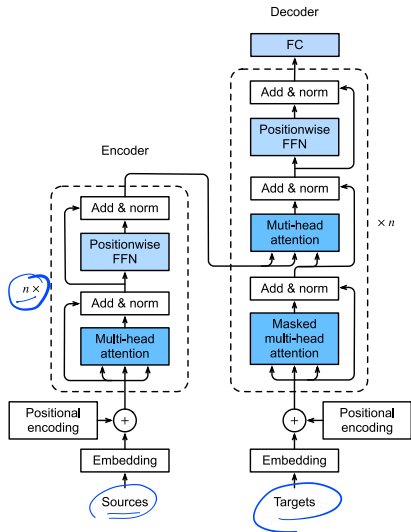 Decoder
FC
Add & norm
Positionwise
FFN
Add & norm
Muti-head
attention
× n
Add & norm
Masked
multi-head
attention
Positional
encoding
+
Embedding
Targets
Encoder
Add & norm
Positionwise
FFN
n ×
Add & norm
Multi-head
attention
Positional
encoding
+
Embedding
Sources